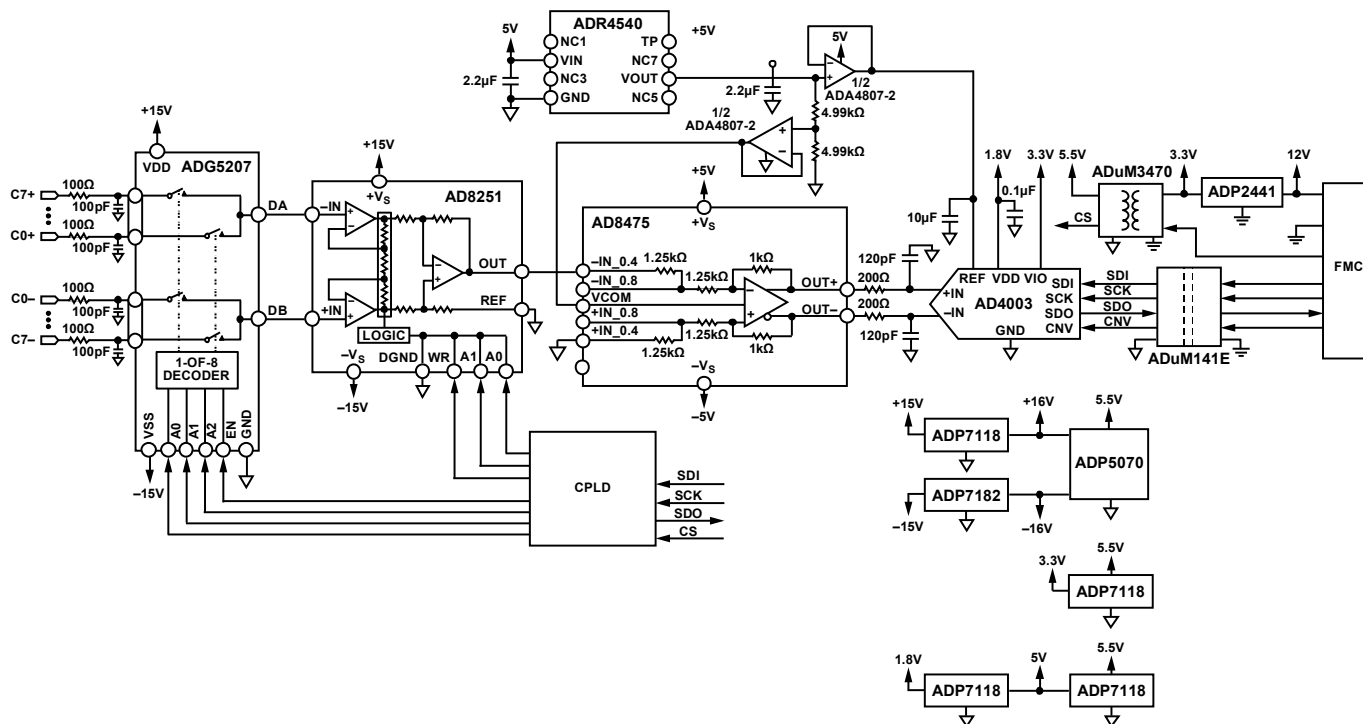 ADR4540
5V
NC1
VIN
NC3
GND
TP
NC7
VOUT
NC5
2.2µF
+5V
2.2µF
5V
1/2
ADA4807-2
4.99kΩ
4.99kΩ
1/2
ADA4807-2
+15V
VDD
ADG5207
C7+
100Ω
100pF
C0+
100Ω
100pF
C0–
100Ω
100pF
C7–
100Ω
100pF
DA
DB
1-OF-8
DECODER
VSS
A0
A1
A2
EN
GND
–15V
+15V
+VS
AD8251
–IN
+IN
OUT
REF
LOGIC
–VS
DGND
WR
A1
A0
–15V
+5V
+VS
AD8475
–IN_0.4
–IN_0.8
VCOM
+IN_0.8
+IN_0.4
1.25kΩ
1.25kΩ
1kΩ
1.25kΩ
1.25kΩ
1kΩ
OUT+
OUT–
–VS
–5V
200Ω
200Ω
120pF
120pF
10µF
1.8V
0.1µF
3.3V
REF
VDD
VIO
+IN
–IN
AD4003
GND
SDI
SCK
SDO
CNV
SDI
SCK
SDO
CNV
ADuM141E
5.5V
ADuM3470
CS
3.3V
ADP2441
12V
FMC
CPLD
SDI
SCK
SDO
CS
+15V
ADP7118
+16V
5.5V
ADP5070
–15V
ADP7182
–16V
3.3V
5.5V
ADP7118
1.8V
ADP7118
5V
5.5V
ADP7118